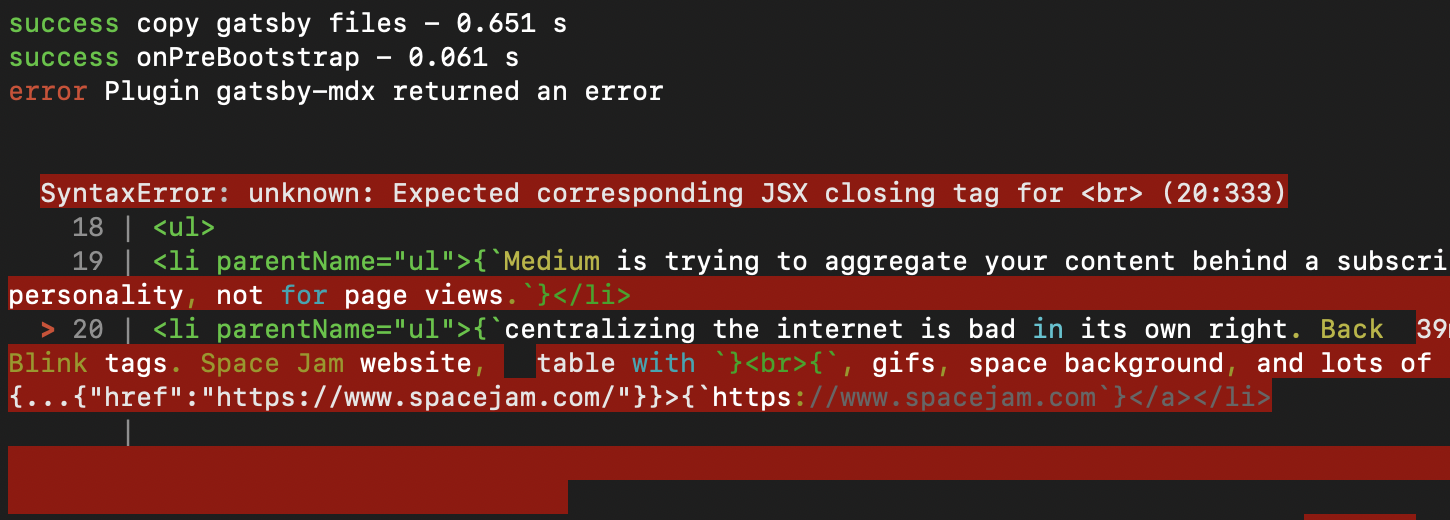 success copy gatsby files — 0.651 s
success onPreBootstrap — 0.061 s
error Plugin gatsby-mdx returned an error
SyntaxError: unknown: Expected corresponding JSX closing tag for <br> (20:333)
18 | <ul>
19 | <li parentName="ul">{`Medium is trying to aggregate your content behind a subscri
personality, not for page views.`}</li>
> 20 | <li parentName="ul">{`centralizing the internet is bad in its own right. Back 39
Blink tags. Space Jam website, table with `}<br>{`, gifs, space background, and lots of
{...{"href":"https://www.spacejam.com/"}}>{`https://www.spacejam.com`}</a></li>
|